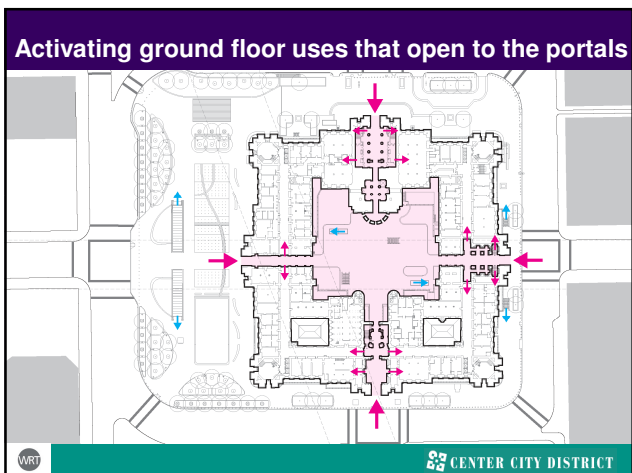 Activating ground floor uses that open to the portals
WRT
CENTER CITY DISTRICT